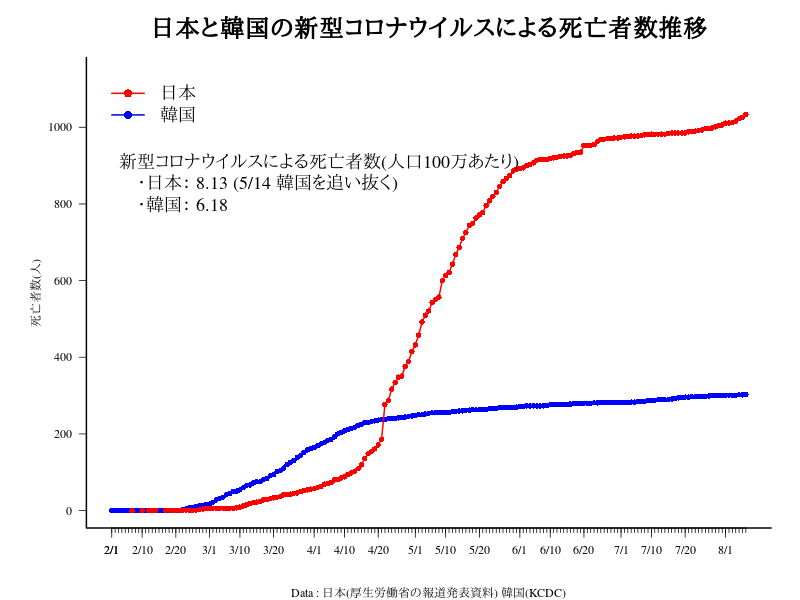 日本と韓国の新型コロナウイルスによる死亡者数推移
日本
韓国
新型コロナウイルスによる死亡者数(人口100万あたり)
・日本: 8.13 (5/14 韓国を追い抜く)
・韓国: 6.18
死亡者数(人)
1000
800
600
400
200
0
2/1 2/10 2/20 3/1 3/10 3/20 4/1 4/10 4/20 5/1 5/10 5/20 6/1 6/10 6/20 7/1 7/10 7/20 8/1
Data : 日本(厚生労働省の報道発表資料) 韓国(KCDC)